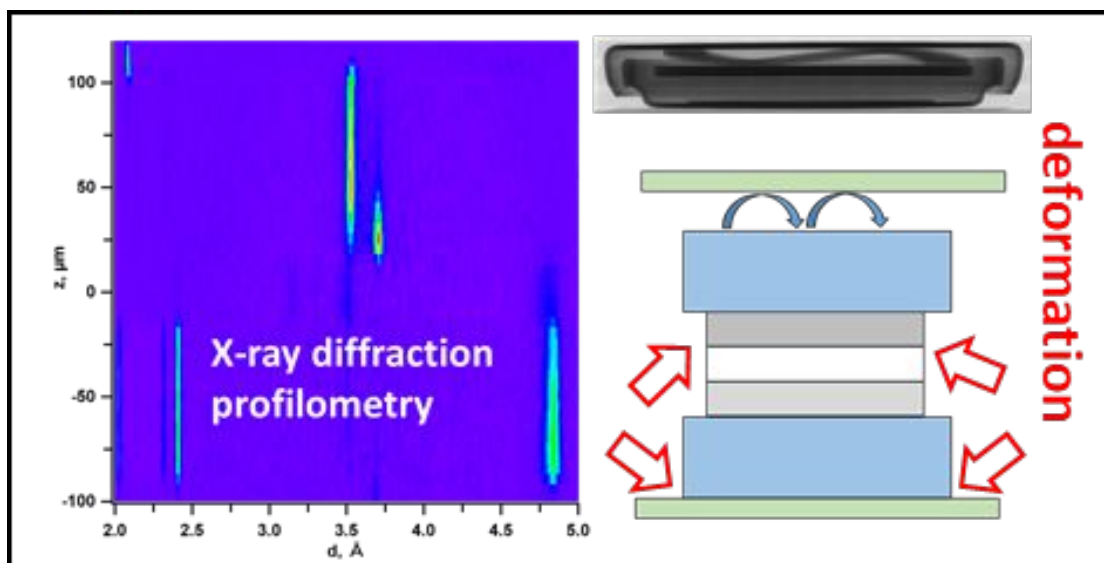 100
50
0
-50
-100
z, µm
X-ray diffraction
profilometry
2.0 2.5 3.0 3.5 4.0 4.5 5.0
d, Å
deformation